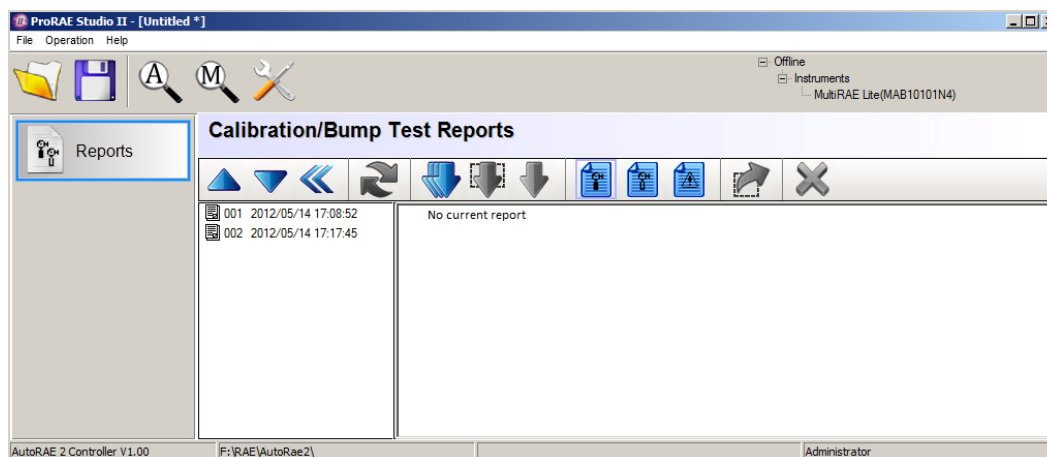 ProRAE Studio II - [Untitled *]
File Operation Help
A
M
Offline
Instruments
MultiRAE Lite(MAB10101N4)
Reports
Calibration/Bump Test Reports
001 2012/05/14 17:08:52
002 2012/05/14 17:17:45
No current report
AutoRAE 2 Controller V1.00
F:\RAE\AutoRae2\
Administrator